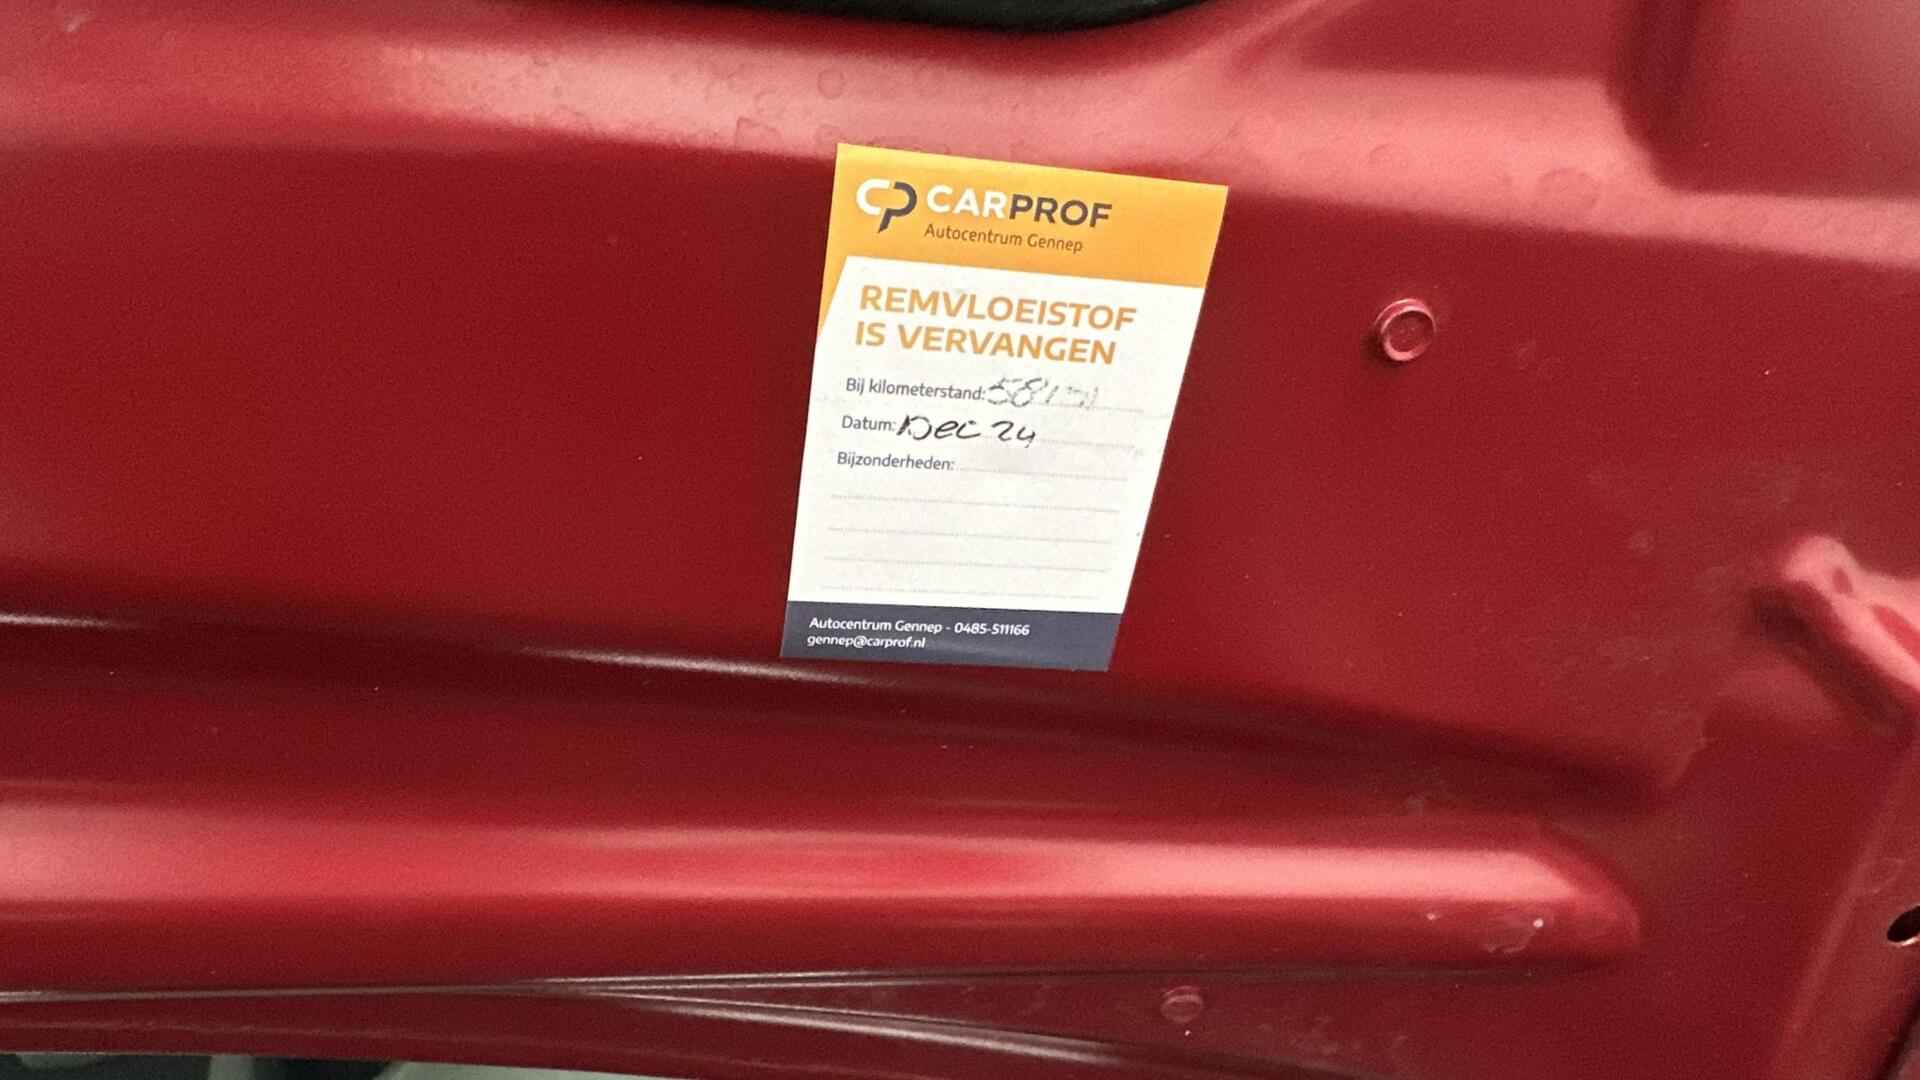 CP CARPROF
Autocentrum Gennep
REMVLOEISTOF
IS VERVANGEN
Bij kilometerstand:
Datum: Dec 24
Bijzonderheden:
Autocentrum Gennep - 0485-511166
gennep@carprof.nl